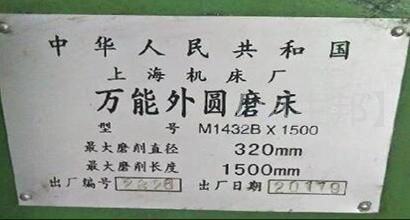 中华人民共和国
上海机床厂
万能外圆磨床
型 号 M1432B X 1500
最大磨削直径 320mm
最大磨削长度 1500mm
出厂编号 出厂日期